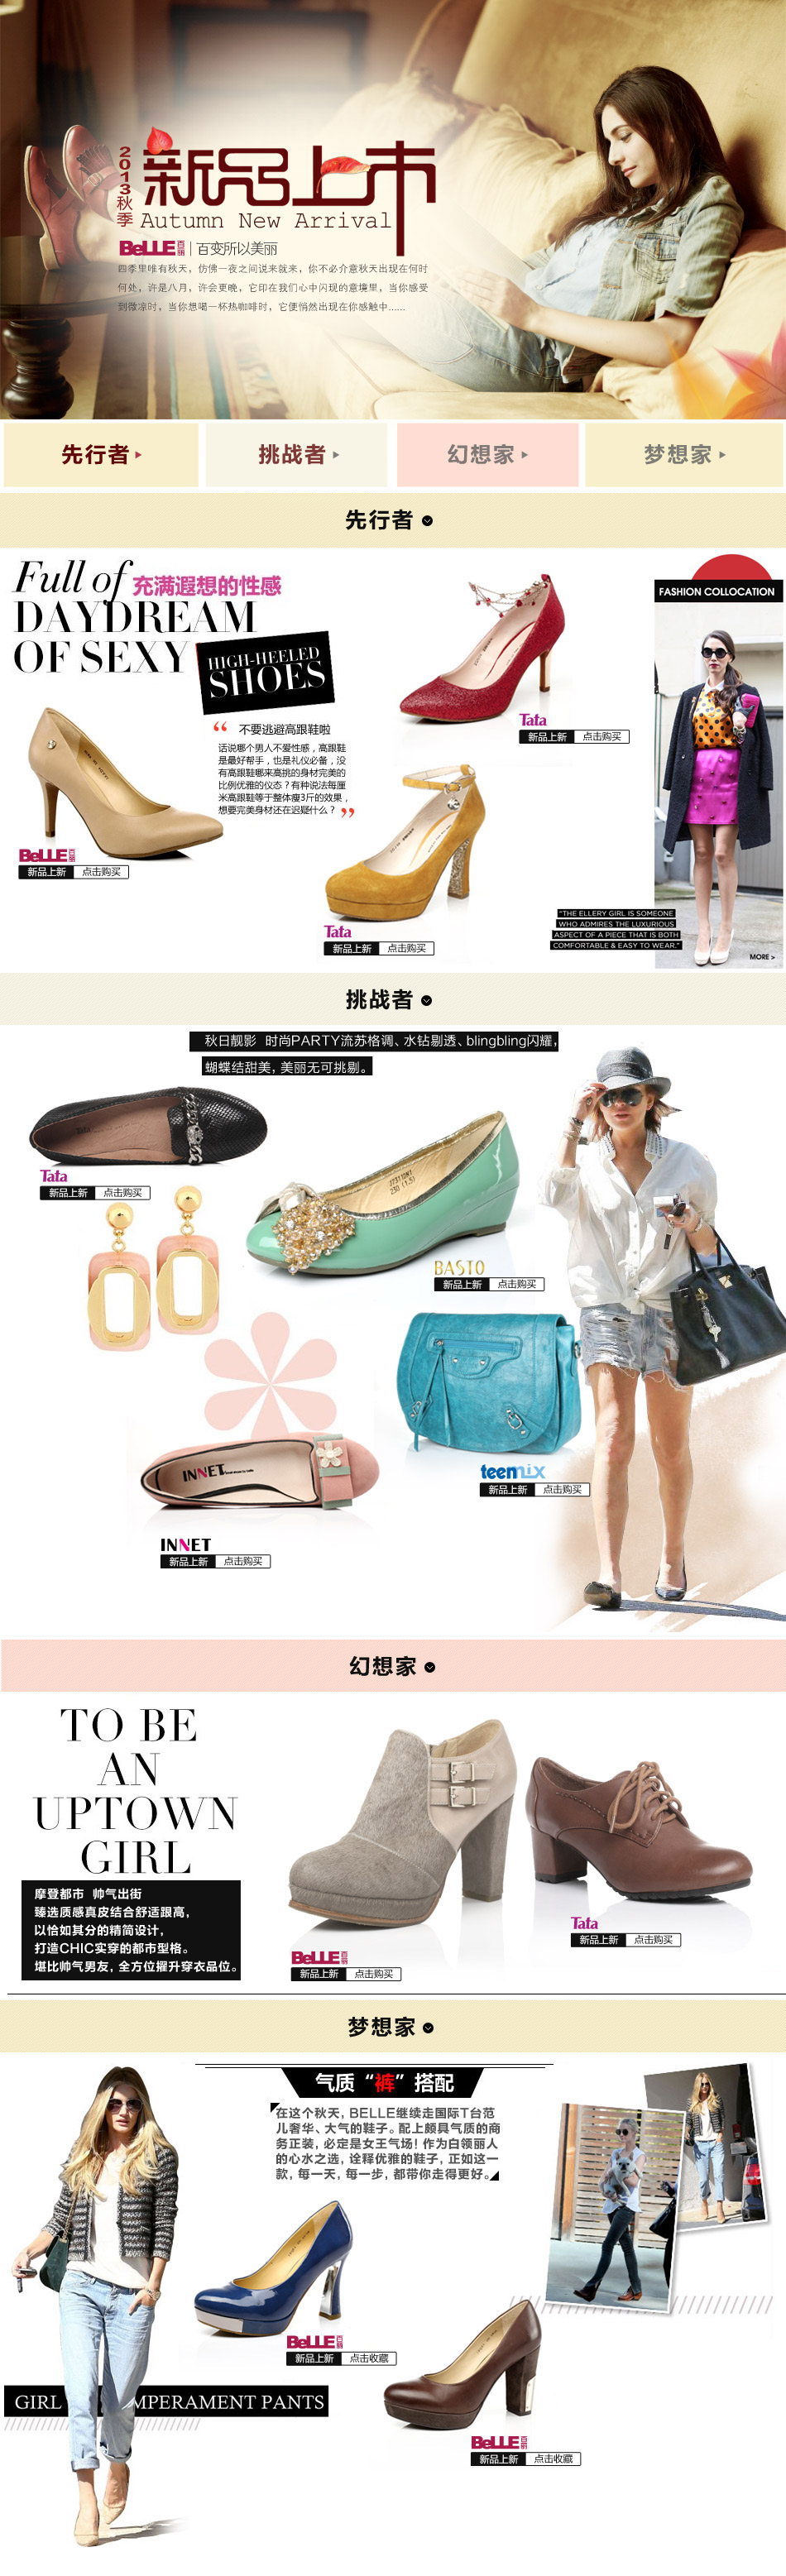 2013秋季
新品上市
Autumn New Arrival
BeLLE百丽 | 百变所以美丽
四季里唯有秋天，仿佛一夜之间说来就来，你不必介意秋天出现在何时
何处，许是八月，许会更晚，它印在我们心中闪现的意境里，当你感受
到微凉时，当你想喝一杯热咖啡时，它便悄然出现在你感触中......
先行者
挑战者
幻想家
梦想家
先行者
Full of 充满遐想的性感
DAYDREAM
OF SEXY
HIGH-HEELED
SHOES
“ 不要逃避高跟鞋啦
话说哪个男人不爱性感，高跟鞋
是最好帮手，也是礼仪必备，没
有高跟鞋哪来高挑的身材完美的
比例优雅的仪态？有种说法每厘
米高跟鞋等于整体瘦3斤的效果，
想要完美身材还在迟疑什么？ ”
BeLLE百丽
新品上新 点击购买
Tata
新品上新 点击购买
Tata
新品上新 点击购买
FASHION COLLOCATION
"THE ELLERY GIRL IS SOMEONE
WHO ADMIRES THE LUXURIOUS
ASPECT OF A PIECE THAT IS BOTH
COMFORTABLE & EASY TO WEAR."
MORE >
挑战者
秋日靓影 时尚PARTY流苏格调、水钻剔透、blingbling闪耀，
蝴蝶结甜美，美丽无可挑剔。
Tata
新品上新 点击购买
230 (1.5)
BASTO
新品上新 点击购买
teenmix
新品上新 点击购买
INNET
INNET
新品上新 点击购买
幻想家
TO BE
AN
UPTOWN
GIRL
摩登都市 帅气出街
臻选质感真皮结合舒适跟高，
以恰如其分的精简设计，
打造CHIC实穿的都市型格。
堪比帅气男友，全方位擢升穿衣品位。
BeLLE百丽
新品上新 点击购买
Tata
新品上新 点击购买
梦想家
气质“裤”搭配
在这个秋天，BELLE继续走国际T台范
儿奢华、大气的鞋子。配上颇具气质的商
务正装，必定是女王气场！作为白领丽人
的心水之选，诠释优雅的鞋子，正如这一
款，每一天，每一步，都带你走得更好。
BeLLE百丽
新品上新 点击收藏
GIRL MPERAMENT PANTS
BeLLE百丽
新品上新 点击收藏